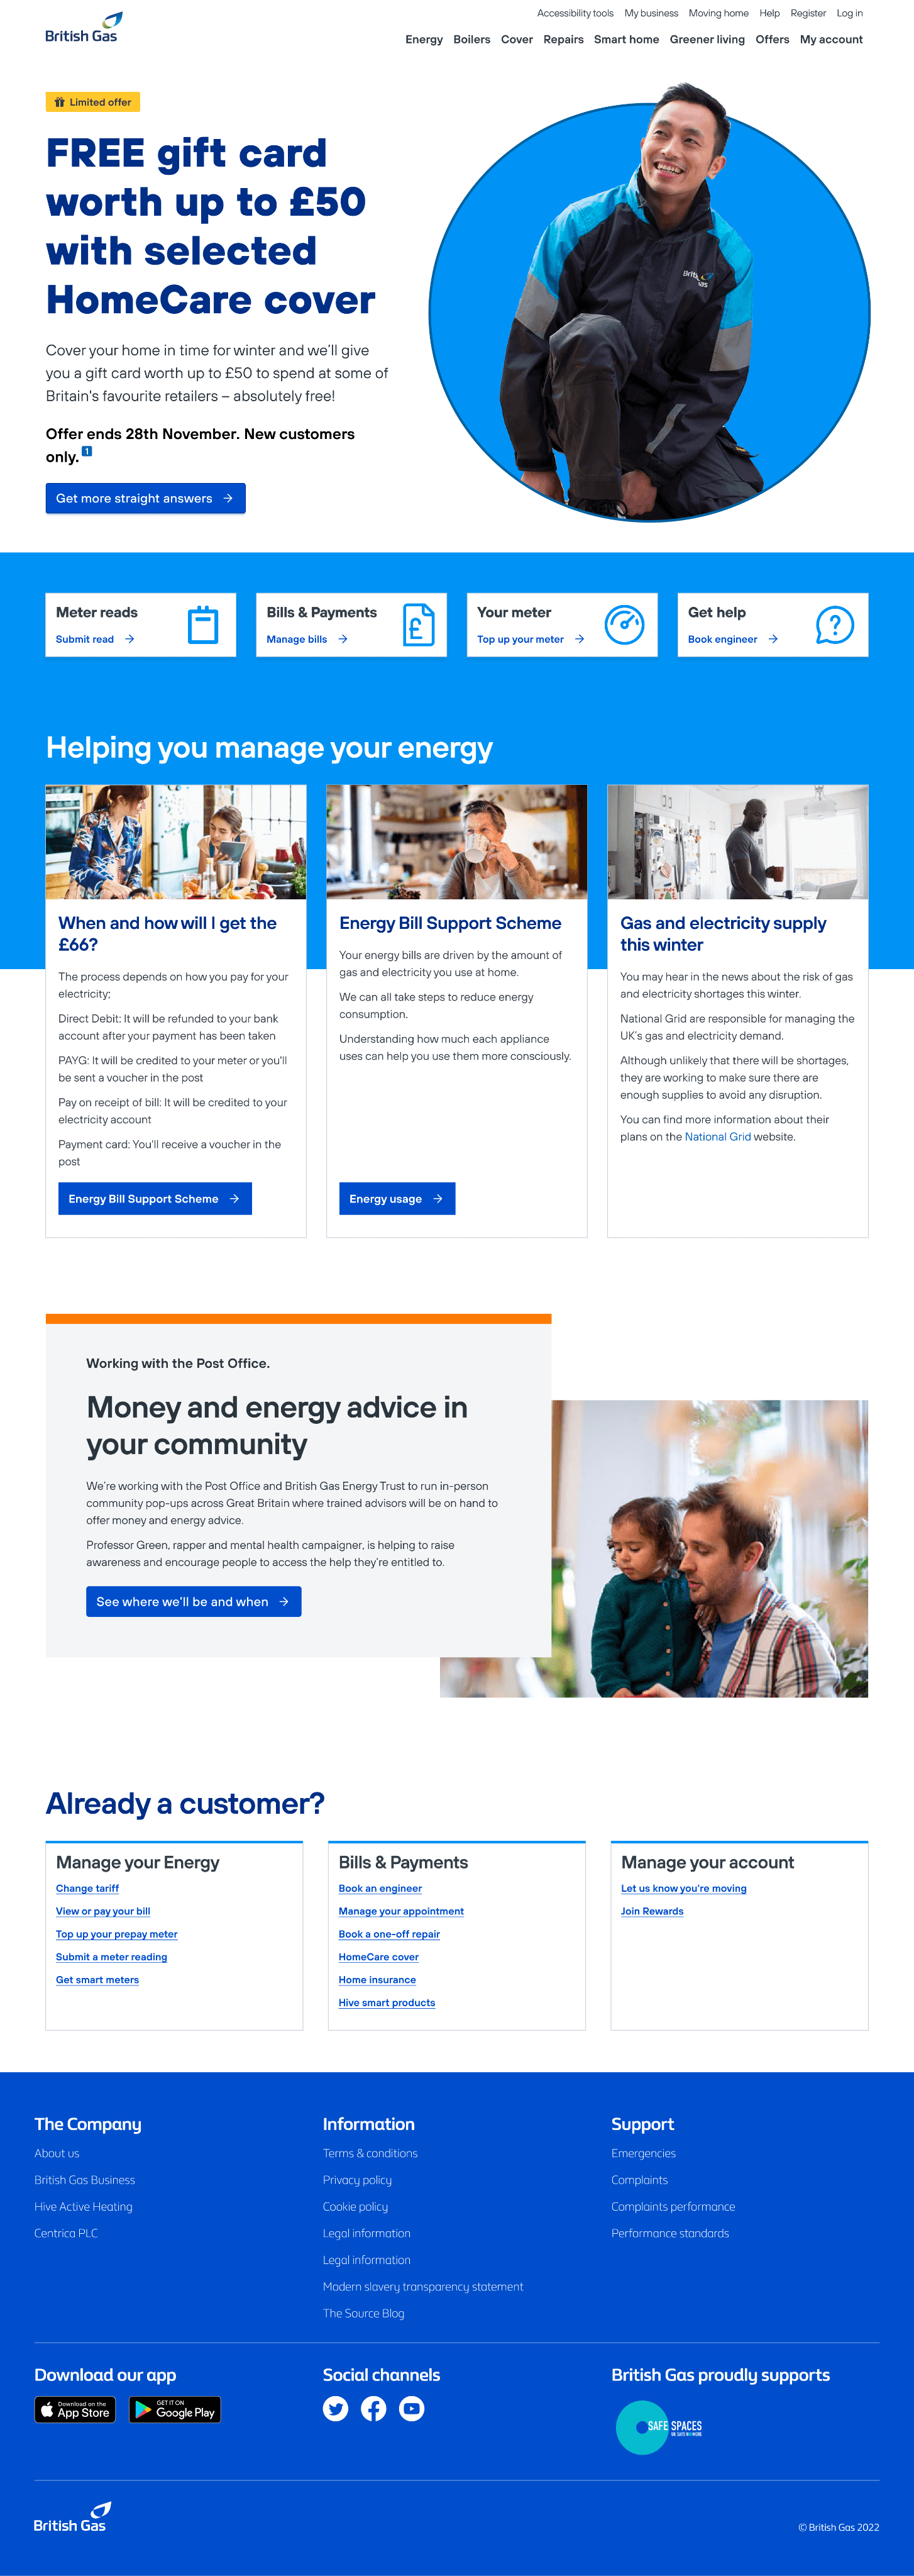 Accessibility tools My business Moving home Help Register Log in
British Gas
Energy Boilers Cover Repairs Smart home Greener living Offers My account
Limited offer
FREE gift card
worth up to £50
with selected
HomeCare cover
Cover your home in time for winter and we'll give
you a gift card worth up to £50 to spend at some of
Britain's favourite retailers – absolutely free!
Offer ends 28th November. New customers
only. 1
Get more straight answers
British Gas
Meter reads
Submit read
Bills & Payments
Manage bills
£
Your meter
Top up your meter
Get help
Book engineer
?
Helping you manage your energy
When and how will I get the
£66?
The process depends on how you pay for your
electricity;
Direct Debit: It will be refunded to your bank
account after your payment has been taken
PAYG: It will be credited to your meter or you'll
be sent a voucher in the post
Pay on receipt of bill: It will be credited to your
electricity account
Payment card: You'll receive a voucher in the
post
Energy Bill Support Scheme
Energy Bill Support Scheme
Your energy bills are driven by the amount of
gas and electricity you use at home.
We can all take steps to reduce energy
consumption.
Understanding how much each appliance
uses can help you use them more consciously.
Energy usage
Gas and electricity supply
this winter
You may hear in the news about the risk of gas
and electricity shortages this winter.
National Grid are responsible for managing the
UK's gas and electricity demand.
Although unlikely that there will be shortages,
they are working to make sure there are
enough supplies to avoid any disruption.
You can find more information about their
plans on the National Grid website.
Working with the Post Office.
Money and energy advice in
your community
We're working with the Post Office and British Gas Energy Trust to run in-person
community pop-ups across Great Britain where trained advisors will be on hand to
offer money and energy advice.
Professor Green, rapper and mental health campaigner, is helping to raise
awareness and encourage people to access the help they're entitled to.
See where we'll be and when
Already a customer?
Manage your Energy
Change tariff
View or pay your bill
Top up your prepay meter
Submit a meter reading
Get smart meters
Bills & Payments
Book an engineer
Manage your appointment
Book a one-off repair
HomeCare cover
Home insurance
Hive smart products
Manage your account
Let us know you're moving
Join Rewards
The Company
About us
British Gas Business
Hive Active Heating
Centrica PLC
Information
Terms & conditions
Privacy policy
Cookie policy
Legal information
Legal information
Modern slavery transparency statement
The Source Blog
Support
Emergencies
Complaints
Complaints performance
Performance standards
Download our app
Download on the
App Store
GET IT ON
Google Play
Social channels
British Gas proudly supports
SAFE SPACES
UK SAYS NO MORE
British Gas
© British Gas 2022